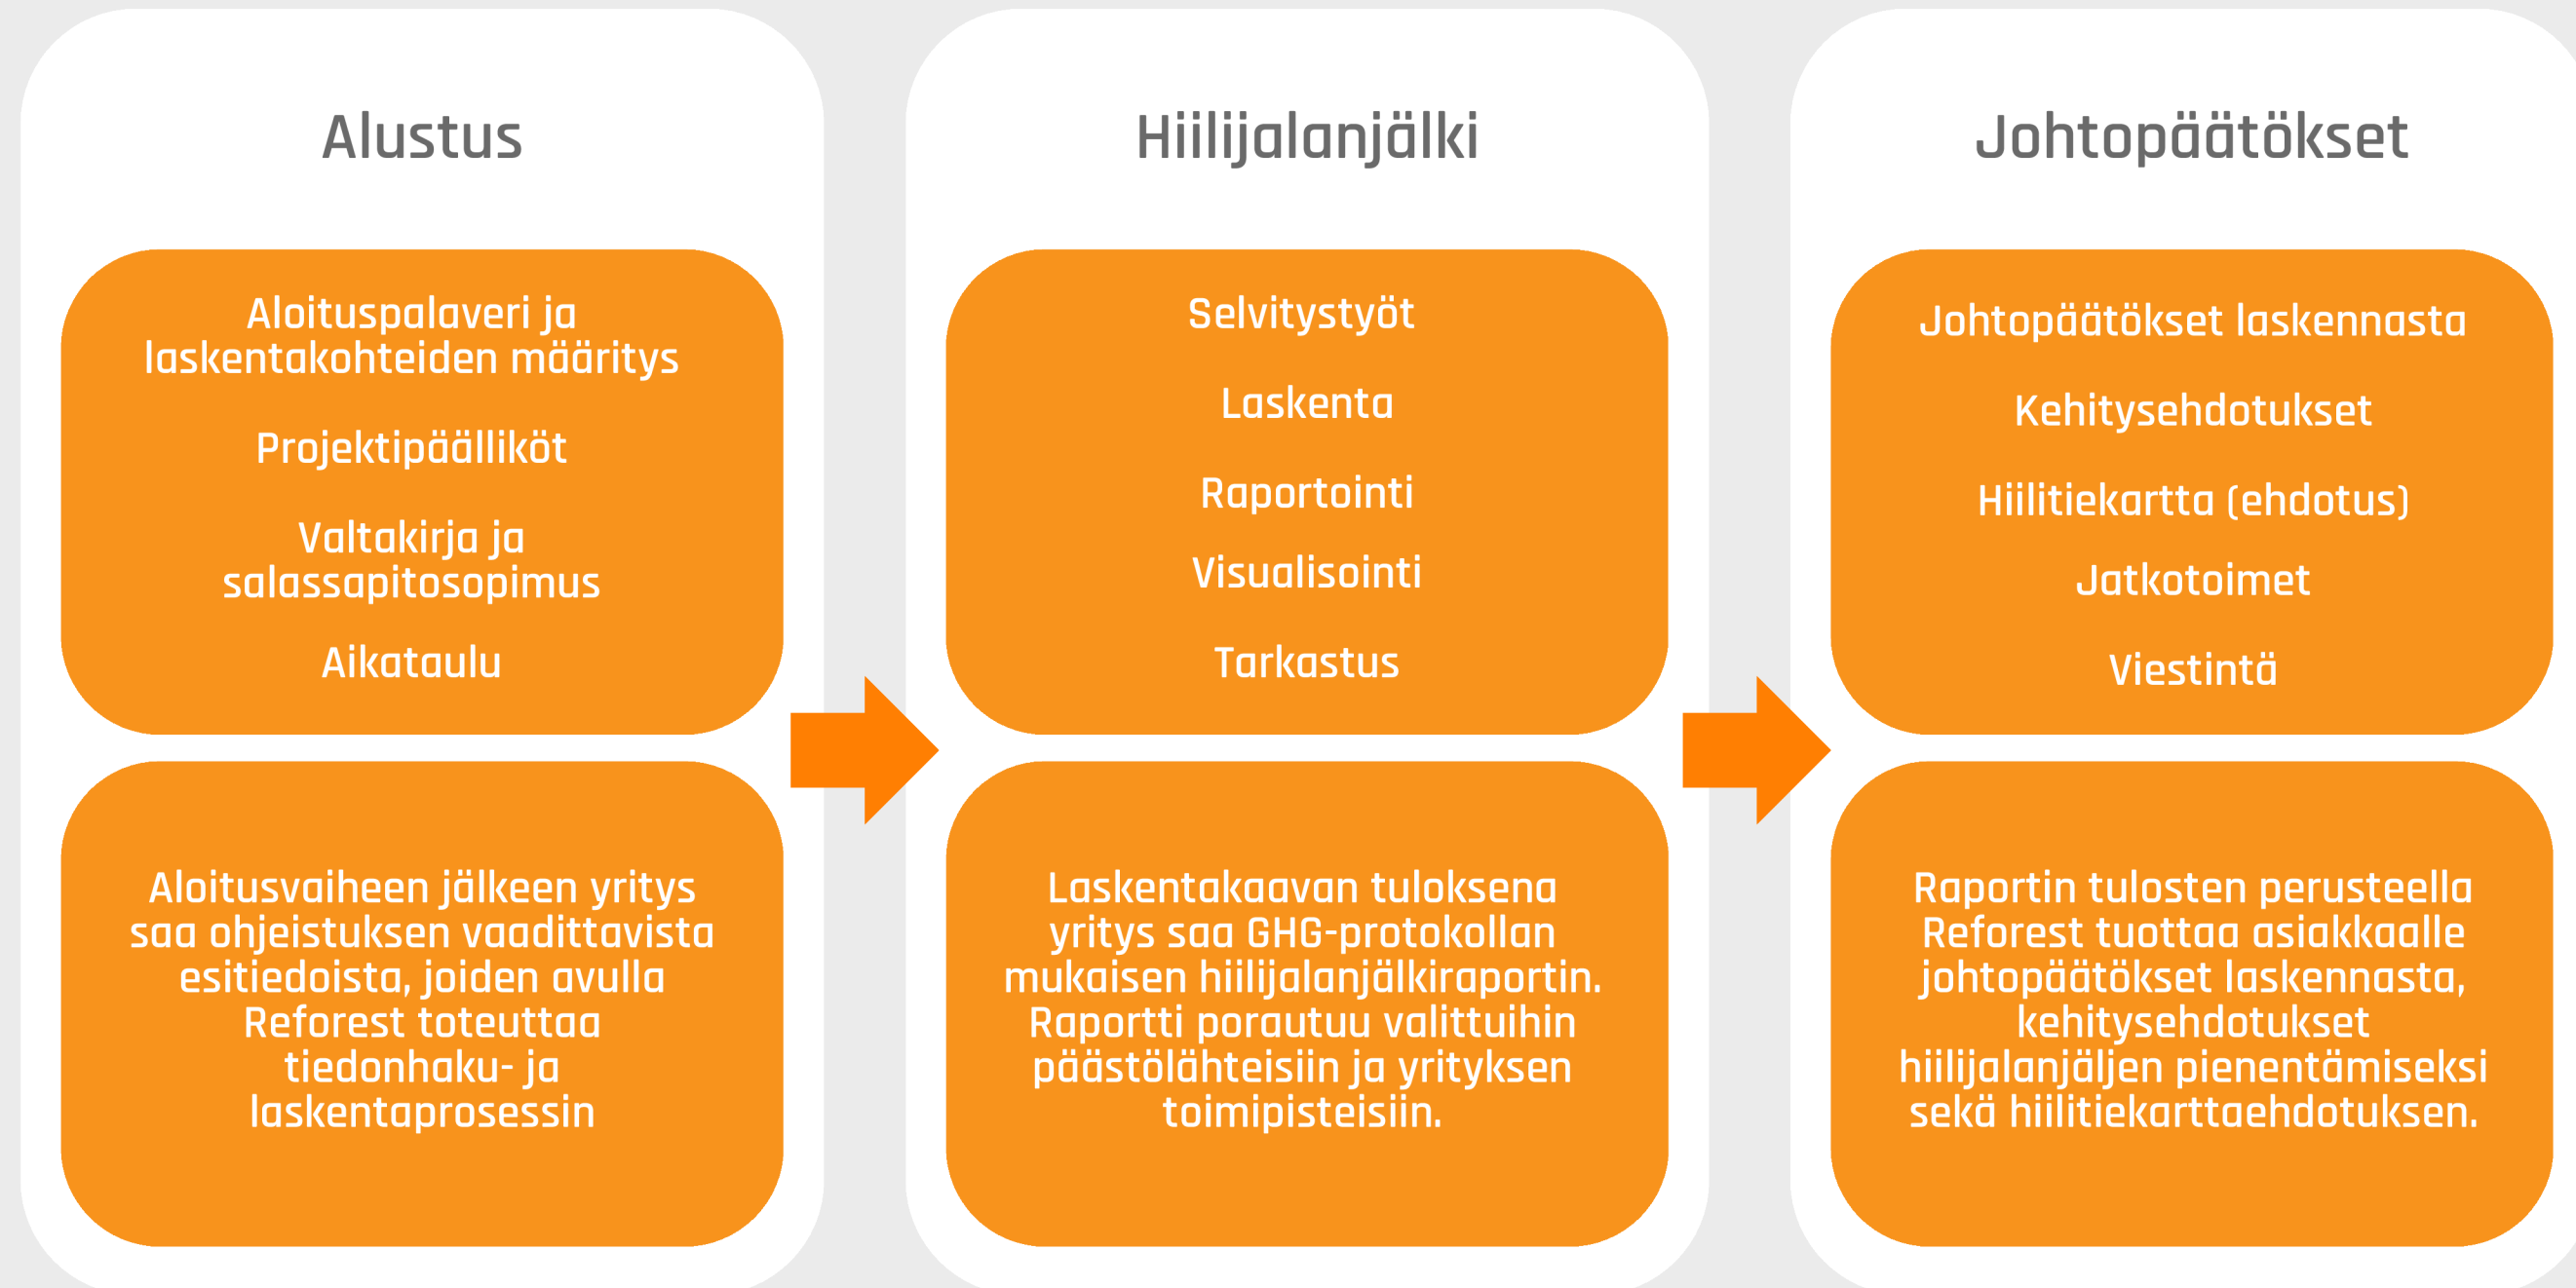 Alustus
Aloituspalaveri ja
laskentakohteiden määritys
Projektipäälliköt
Valtakirja ja
salassapitosopimus
Aikataulu
Aloitusvaiheen jälkeen yritys
saa ohjeistuksen vaadittavista
esitiedoista, joiden avulla
Reforest toteuttaa
tiedonhaku- ja
laskentaprosessin
Hiilijalanjälki
Selvitystyöt
Laskenta
Raportointi
Visualisointi
Tarkastus
Laskentakaavan tuloksena
yritys saa GHG-protokollan
mukaisen hiilijalanjälkiraportin.
Raportti porautuu valittuihin
päästölähteisiin ja yrityksen
toimipisteisiin.
Johtopäätökset
Johtopäätökset laskennasta
Kehitysehdotukset
Hiilitiekartta (ehdotus)
Jatkotoimet
Viestintä
Raportin tulosten perusteella
Reforest tuottaa asiakkaalle
johtopäätökset laskennasta,
kehitysehdotukset
hiilijalanjäljen pienentämiseksi
sekä hiilitiekarttaehdotuksen.